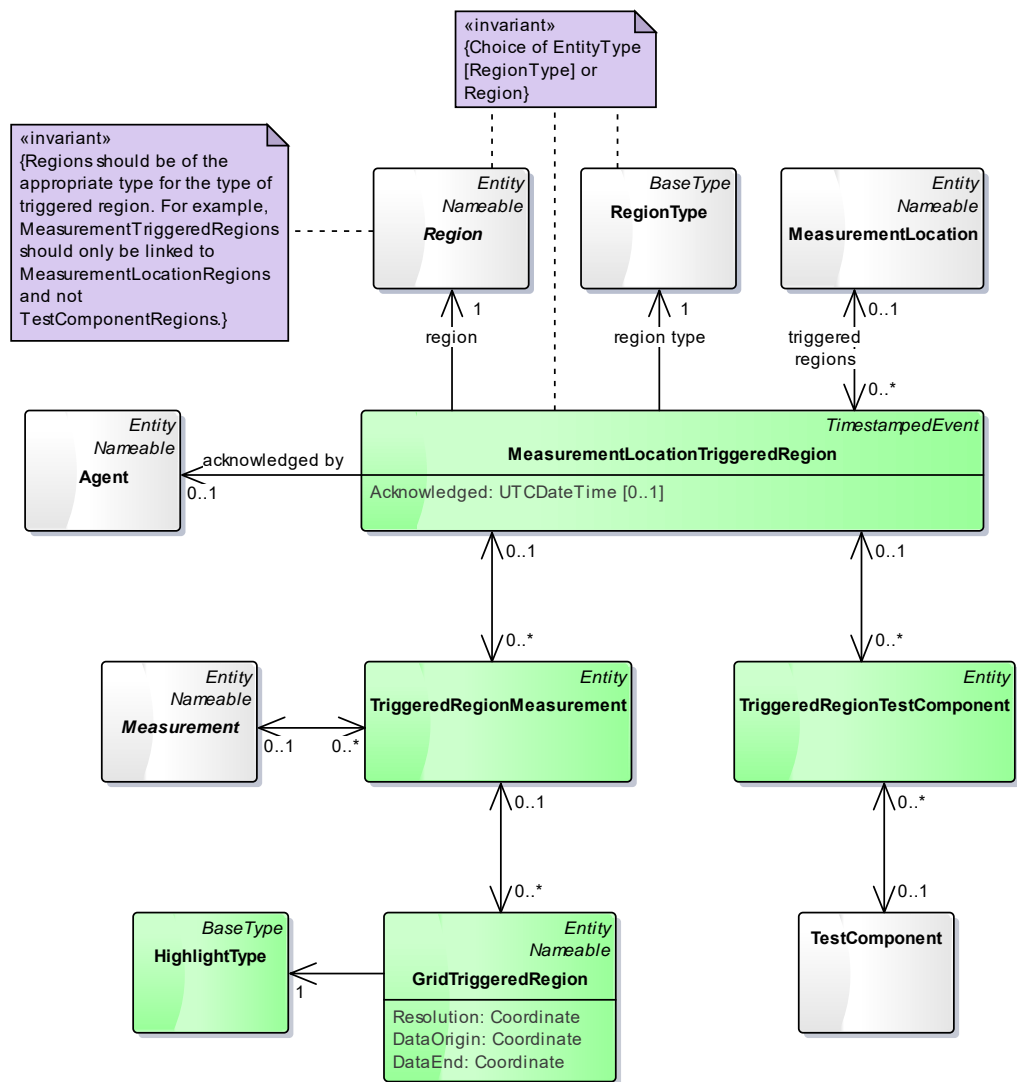 «invariant»
{Choice of EntityType
[RegionType] or
Region}
«invariant»
{Regions should be of the
appropriate type for the type of
triggered region. For example,
MeasurementTriggeredRegions
should only be linked to
MeasurementLocationRegions
and not
TestComponentRegions.}
Entity
Nameable
Region
BaseType
RegionType
Entity
Nameable
MeasurementLocation
1
region
1
region type
0..1
triggered
regions
0..*
Entity
Nameable
Agent
acknowledged by
0..1
TimestampedEvent
MeasurementLocationTriggeredRegion
Acknowledged: UTCDateTime [0..1]
0..1
0..*
0..1
0..*
Entity
Nameable
Measurement
0..1
0..*
Entity
TriggeredRegionMeasurement
Entity
TriggeredRegionTestComponent
0..1
0..*
0..*
0..1
BaseType
HighlightType
1
Entity
Nameable
GridTriggeredRegion
Resolution: Coordinate
DataOrigin: Coordinate
DataEnd: Coordinate
TestComponent